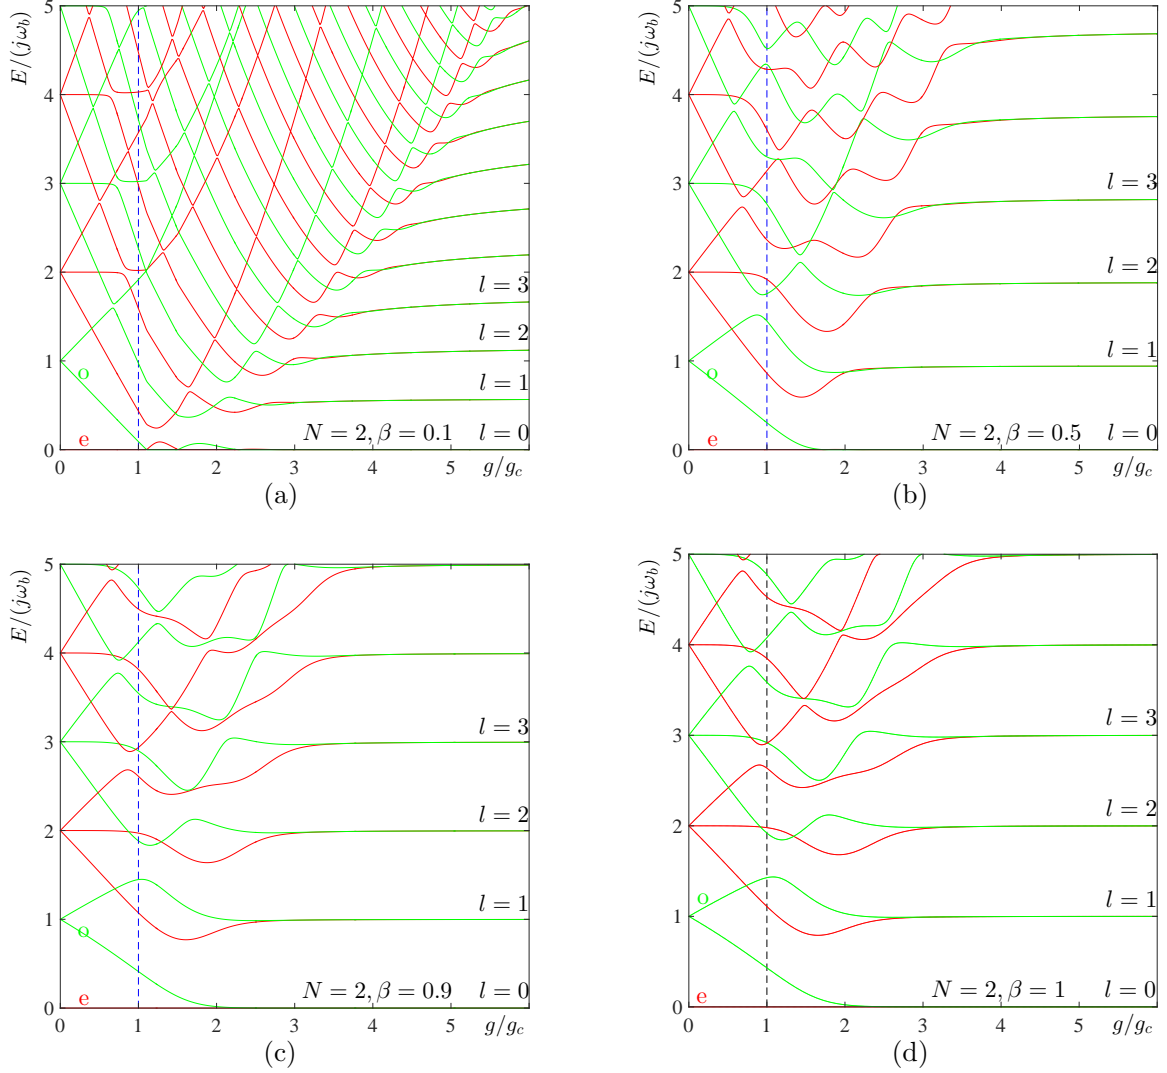 E/(jω_b)
5
4
3
2
1
0
l = 3
l = 2
l = 1
o
e
N = 2, β = 0.1 l = 0
0 1 2 3 4 5 g/g_c
(a)
E/(jω_b)
5
4
3
2
1
0
l = 3
l = 2
l = 1
o
e
N = 2, β = 0.5 l = 0
0 1 2 3 4 5 g/g_c
(b)
E/(jω_b)
5
4
3
2
1
0
l = 3
l = 2
l = 1
o
e
N = 2, β = 0.9 l = 0
0 1 2 3 4 5 g/g_c
(c)
E/(jω_b)
5
4
3
2
1
0
l = 3
l = 2
o
l = 1
e
N = 2, β = 1 l = 0
0 1 2 3 4 5 g/g_c
(d)